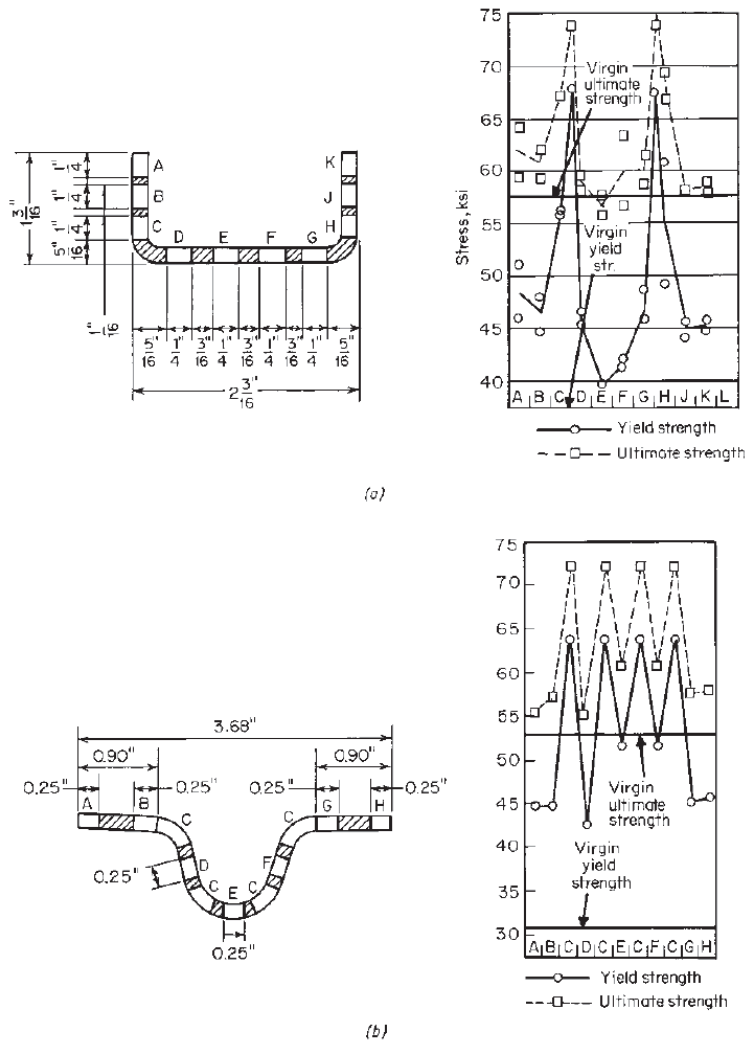 75
70
65
60
55
50
45
40
Stress, ksi
Virgin
ultimate
strength
Virgin
yield
str.
A B C D E F G H J K L
Yield strength
Ultimate strength
A
B
C
D E F G
H
J
K
1"
4
1"
4
1"
4
5"
16
1 3"
16
1"
16
5" 1" 3" 1" 3" 1" 3" 1" 5"
16 4 16 4 16 4 16 4 16
2 3"
16
(a)
75
70
65
60
55
50
45
40
35
30
Virgin
ultimate
strength
Virgin
yield
strength
A B C D C E C F C G H
Yield strength
Ultimate strength
3.68"
0.90" 0.90"
0.25" 0.25" 0.25" 0.25"
A B C C G H
D F
0.25"
C E C
0.25"
(b)